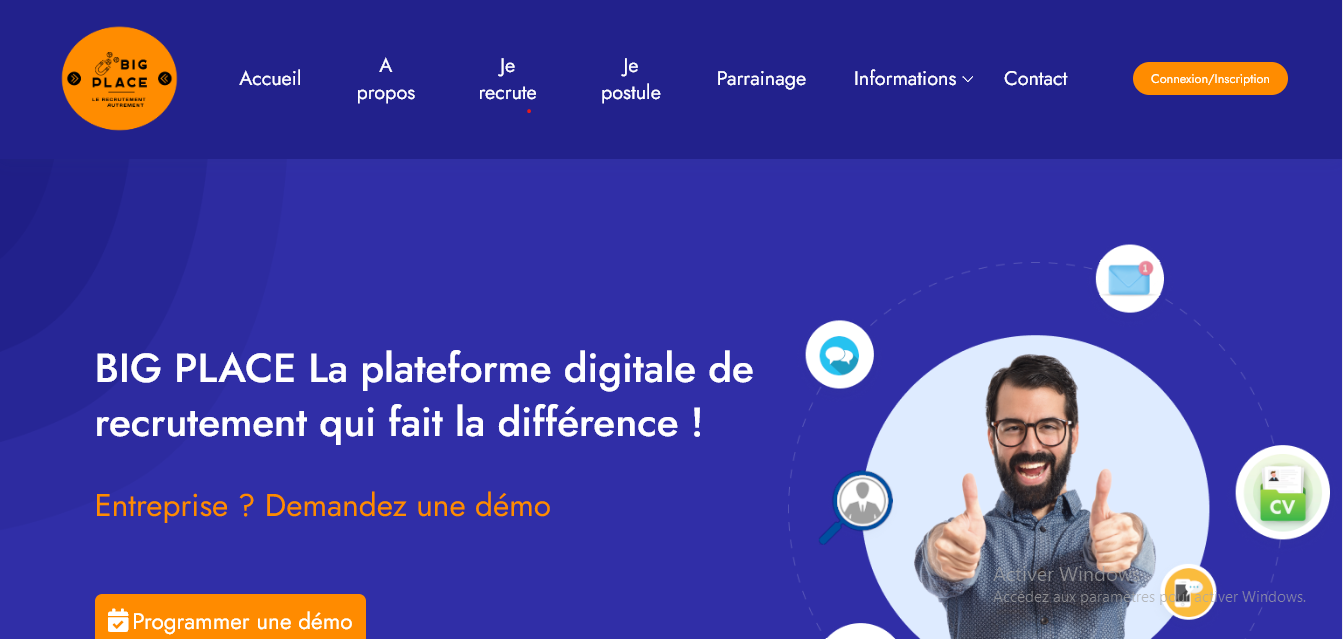 BIG
PLACE
LE RECRUTEMENT
AUTREMENT
Accueil
A
propos
Je
recrute
Je
postule
Parrainage
Informations
Contact
Connexion/Inscription
1
BIG PLACE La plateforme digitale de
recrutement qui fait la différence !
Entreprise ? Demandez une démo
CV
Activer Windows
Accédez aux paramètres pour activer Windows.
Programmer une démo